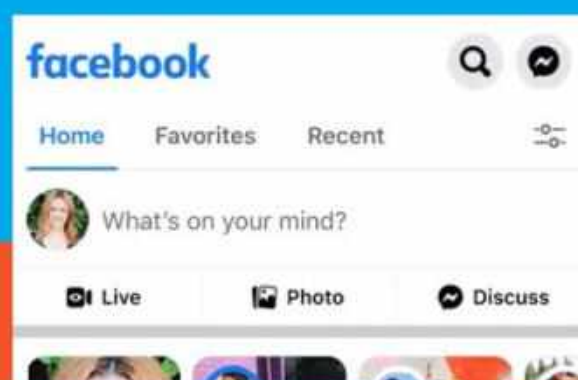 facebook
Home Favorites Recent
What's on your mind?
Live Photo Discuss